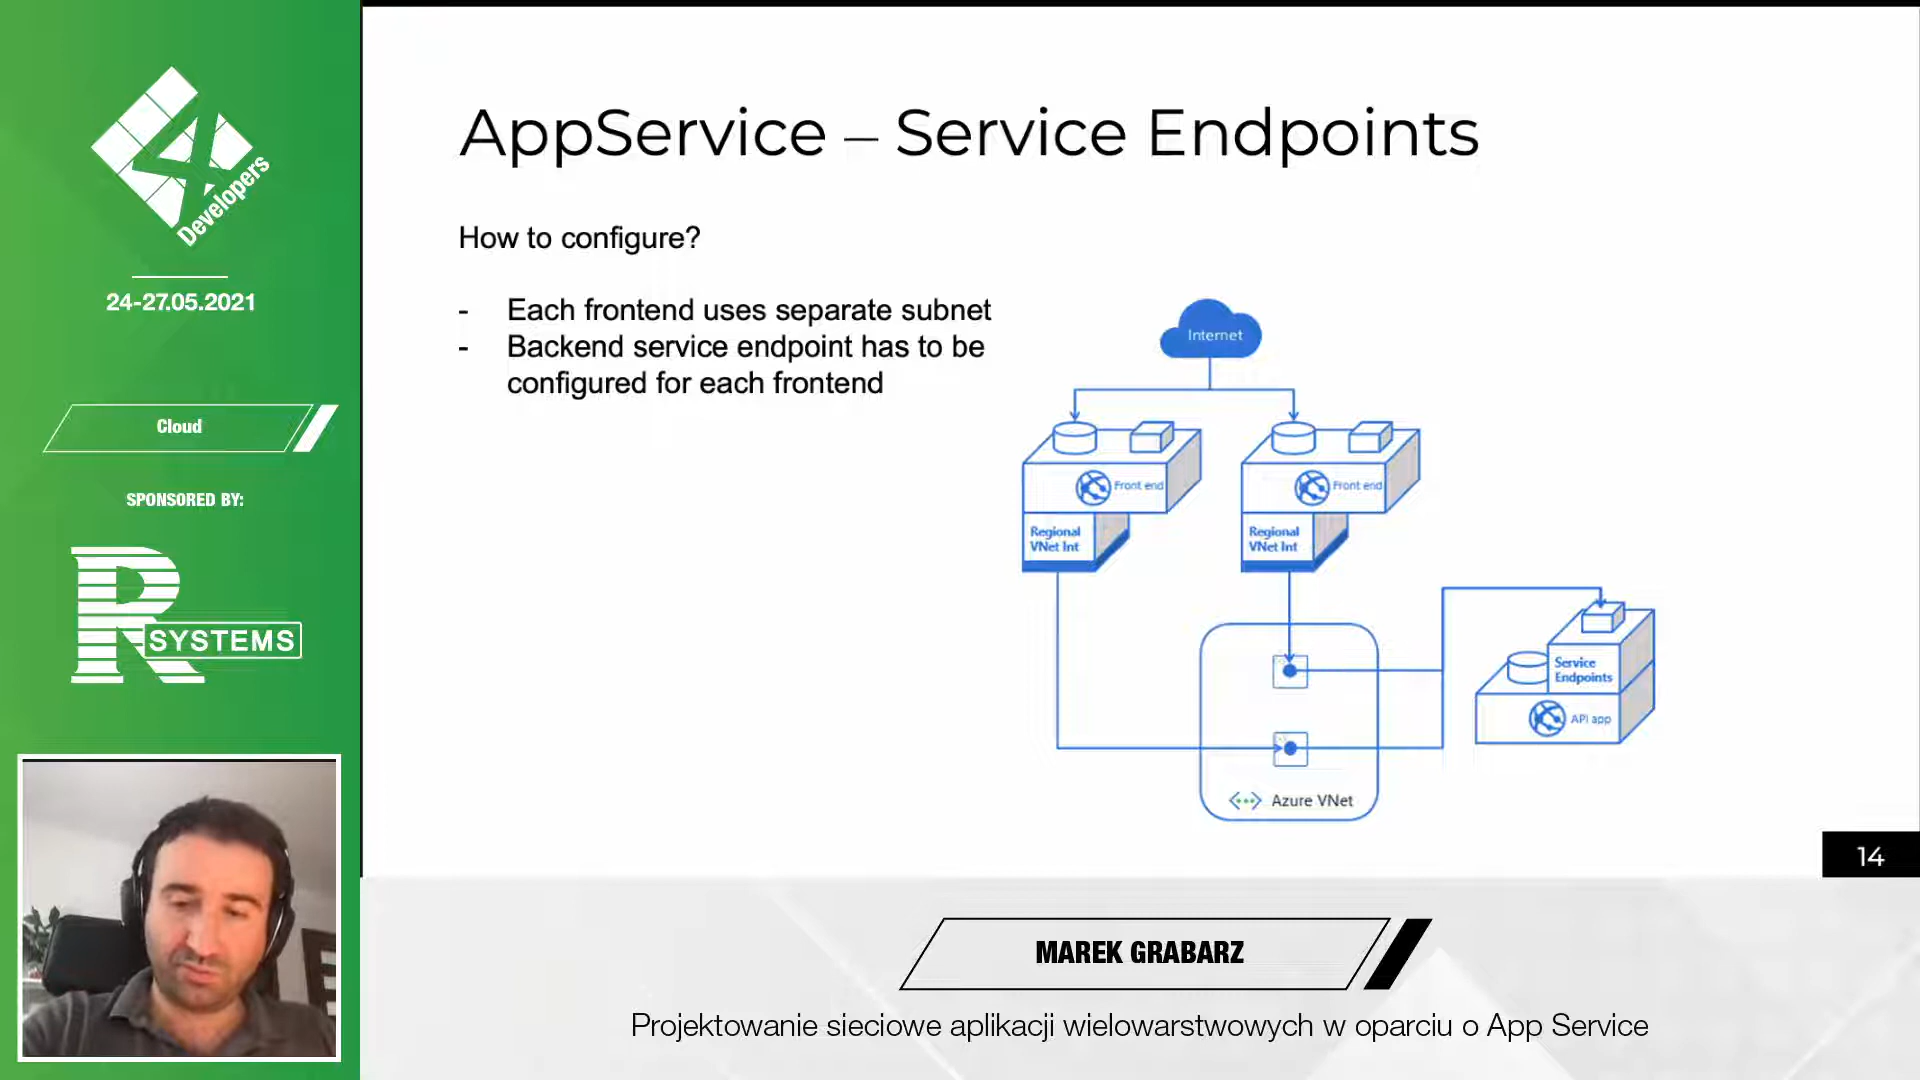 4
Developers
24-27.05.2021
Cloud
SPONSORED BY:
R
SYSTEMS
AppService – Service Endpoints
How to configure?
- Each frontend uses separate subnet
- Backend service endpoint has to be
configured for each frontend
Internet
Front end
Front end
Regional
VNet Int
Regional
VNet Int
Service
Endpoints
API app
Azure VNet
14
MAREK GRABARZ
Projektowanie sieciowe aplikacji wielowarstwowych w oparciu o App Service